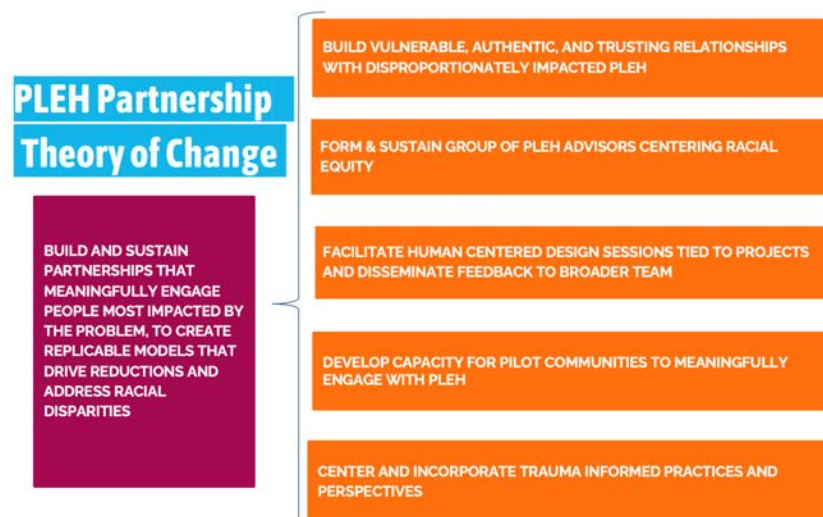 PLEH Partnership
Theory of Change
BUILD AND SUSTAIN
PARTNERSHIPS THAT
MEANINGFULLY ENGAGE
PEOPLE MOST IMPACTED BY
THE PROBLEM, TO CREATE
REPLICABLE MODELS THAT
DRIVE REDUCTIONS AND
ADDRESS RACIAL
DISPARITIES
BUILD VULNERABLE, AUTHENTIC, AND TRUSTING RELATIONSHIPS
WITH DISPROPORTIONATELY IMPACTED PLEH
FORM & SUSTAIN GROUP OF PLEH ADVISORS CENTERING RACIAL
EQUITY
FACILITATE HUMAN CENTERED DESIGN SESSIONS TIED TO PROJECTS
AND DISSEMINATE FEEDBACK TO BROADER TEAM
DEVELOP CAPACITY FOR PILOT COMMUNITIES TO MEANINGFULLY
ENGAGE WITH PLEH
CENTER AND INCORPORATE TRAUMA INFORMED PRACTICES AND
PERSPECTIVES